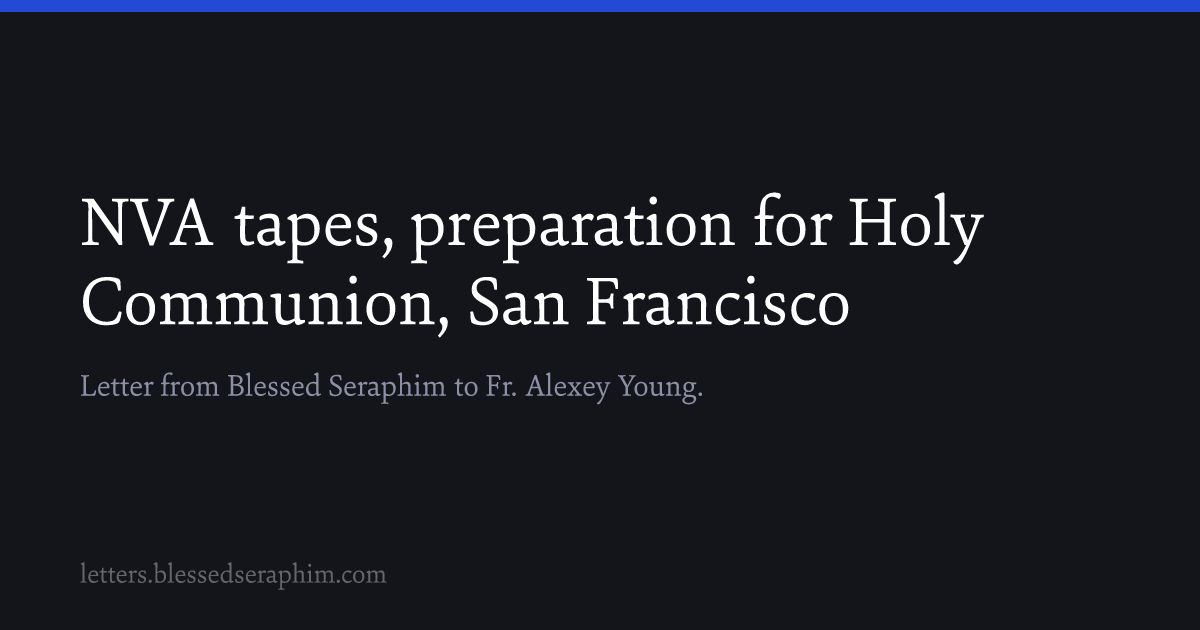 NVA tapes, preparation for Holy
Communion, San Francisco
Letter from Blessed Seraphim to Fr. Alexey Young.
letters.blessedseraphim.com